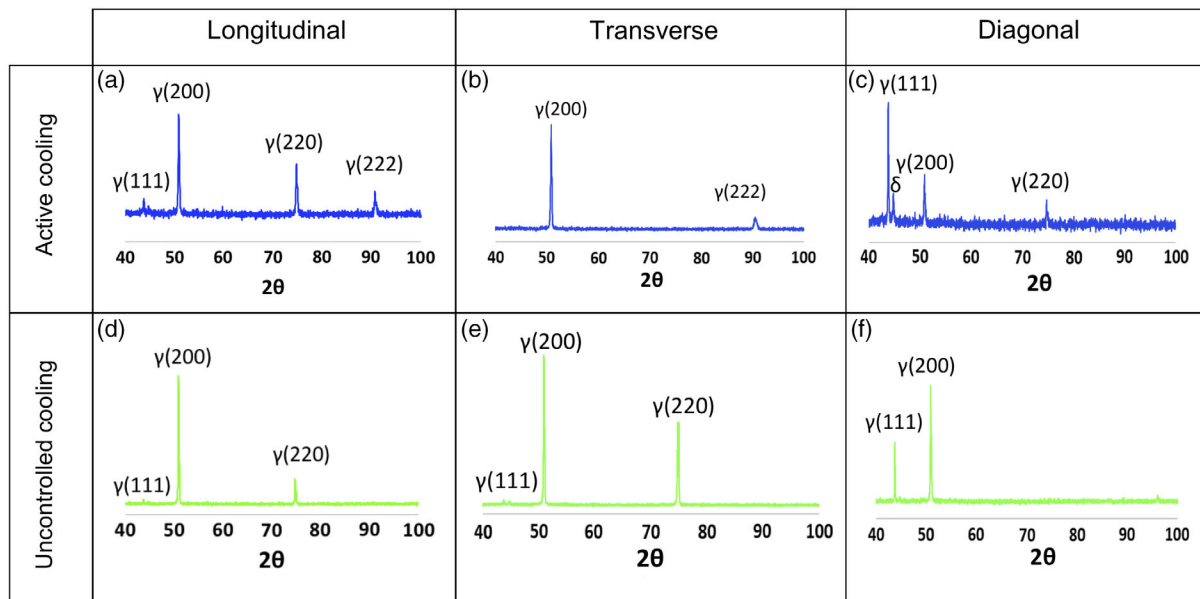 Longitudinal
Transverse
Diagonal
Active cooling
(a)
γ(200)
γ(111)
γ(220)
γ(222)
40 50 60 70 80 90 100
2θ
(b)
γ(200)
γ(222)
40 50 60 70 80 90 100
2θ
(c)
γ(111)
δ
γ(200)
γ(220)
40 50 60 70 80 90 100
2θ
Uncontrolled cooling
(d)
γ(200)
γ(111)
γ(220)
40 50 60 70 80 90 100
2θ
(e)
γ(200)
γ(111)
γ(220)
40 50 60 70 80 90 100
2θ
(f)
γ(200)
γ(111)
40 50 60 70 80 90 100
2θ